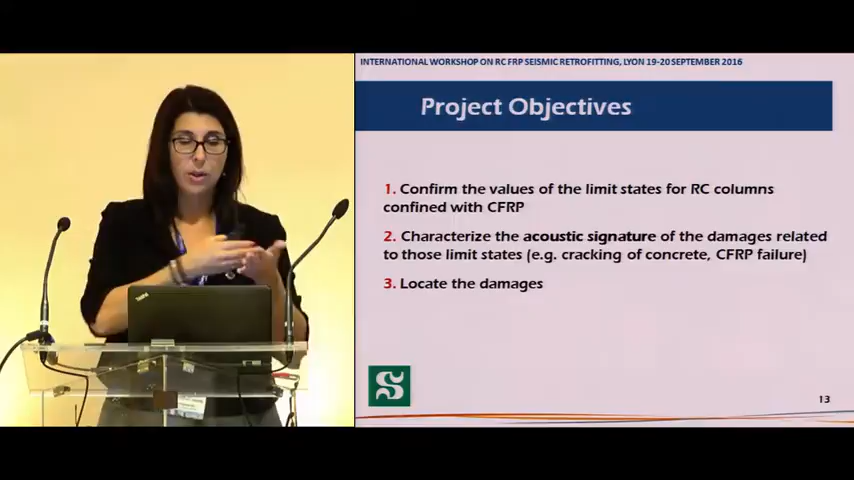 INTERNATIONAL WORKSHOP ON RC FRP SEISMIC RETROFITTING, LYON 19-20 SEPTEMBER 2016
Project Objectives
1. Confirm the values of the limit states for RC columns
confined with CFRP
2. Characterize the acoustic signature of the damages related
to those limit states (e.g. cracking of concrete, CFRP failure)
3. Locate the damages
S
13
ThinkPad